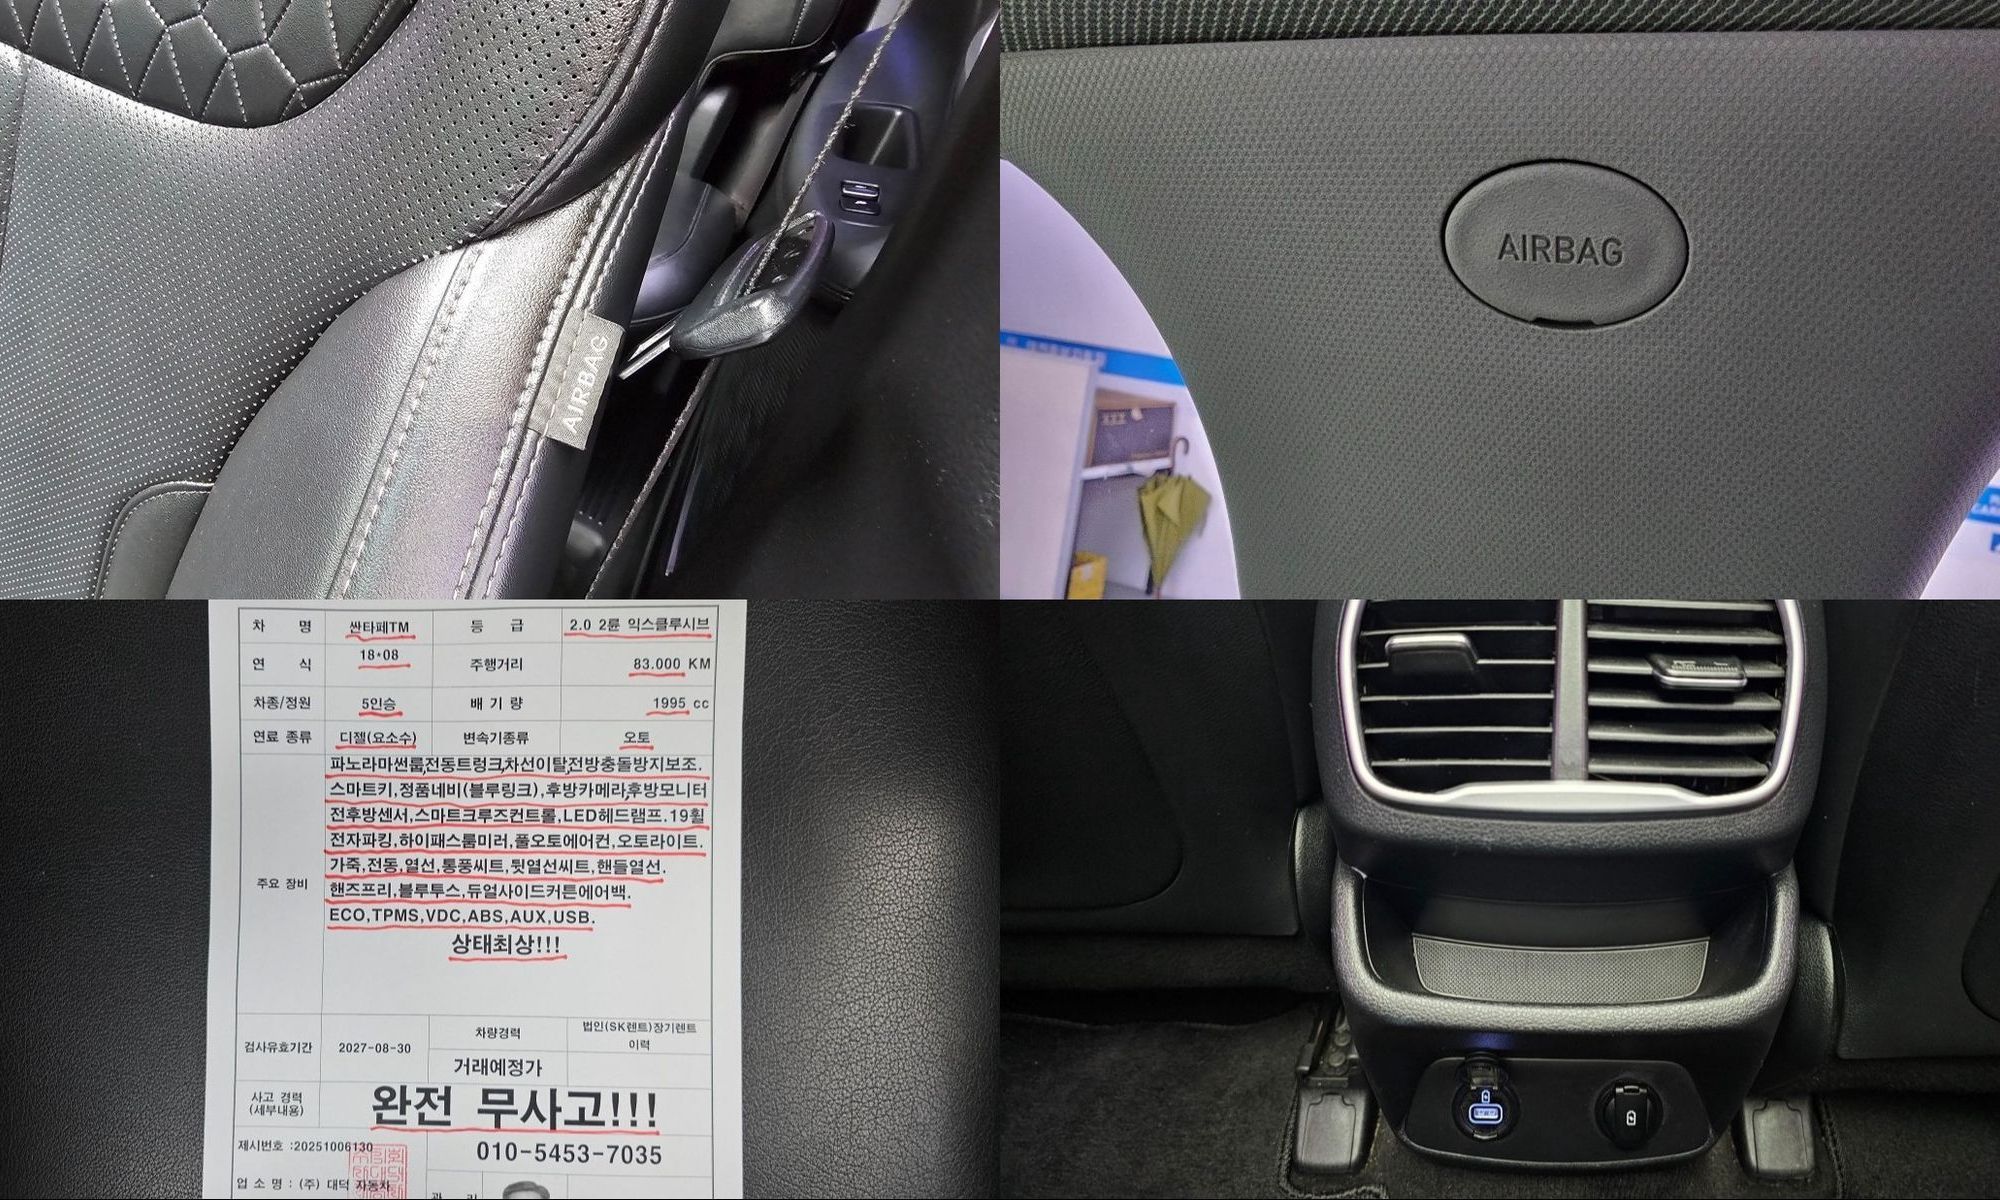 AIRBAG
AIRBAG
차 명 싼타페TM 등 급 2.0 2륜 익스클루시브
연 식 18*08 주행거리 83.000 KM
차종/정원 5인승 배 기 량 1995 cc
연료 종류 디젤(요소수) 변속기종류 오토
주요 장비
파노라마썬룸,전동트렁크,차선이탈,전방충돌방지보조.
스마트키,정품네비(블루링크),후방카메라,후방모니터
전후방센서,스마트크루즈컨트롤,LED헤드램프.19휠
전자파킹,하이패스룸미러,풀오토에어컨,오토라이트.
가죽,전동,열선,통풍씨트,뒷열선씨트,핸들열선.
핸즈프리,블루투스,듀얼사이드커튼에어백.
ECO,TPMS,VDC,ABS,AUX,USB.
상태최상!!!
검사유효기간 2027-08-30 차량경력 법인(SK렌트)장기렌트
이력
거래예정가
사고 경력
(세부내용)
완전 무사고!!!
제시번호 :20251006130
010-5453-7035
업 소 명 : (주) 대덕 자동차